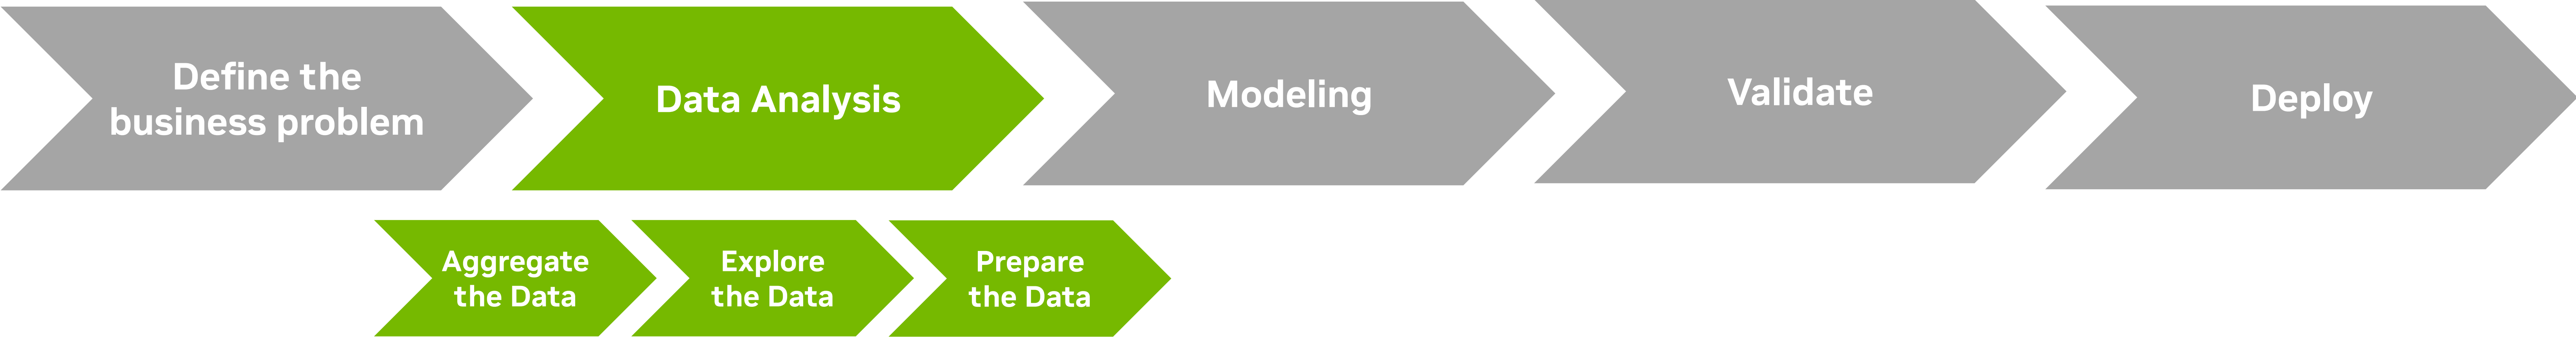 Define the
business problem
Data Analysis
Modeling
Validate
Deploy
Aggregate
the Data
Explore
the Data
Prepare
the Data